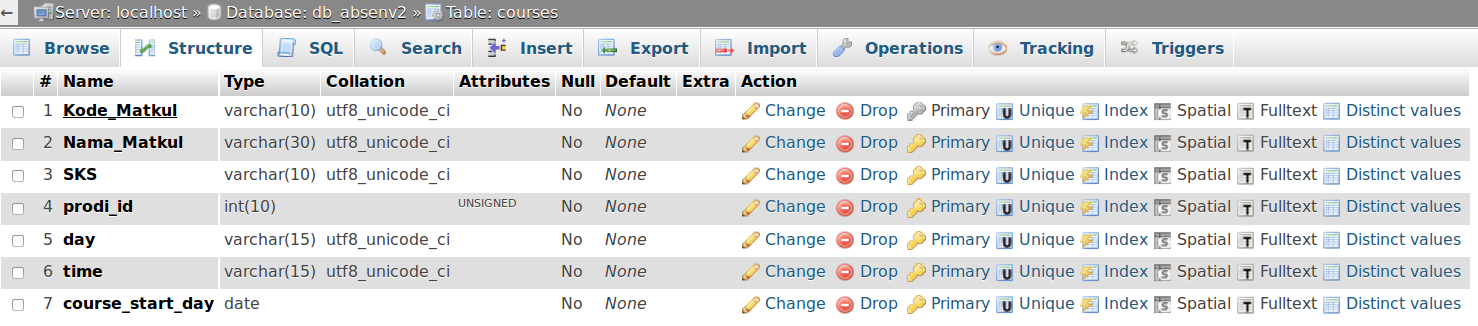 ← Server: localhost » Database: db_absenv2 » Table: courses
Browse Structure SQL Search Insert Export Import Operations Tracking Triggers
# Name Type Collation Attributes Null Default Extra Action
1 Kode_Matkul varchar(10) utf8_unicode_ci No None Change Drop Primary U Unique Index S Spatial T Fulltext Distinct values
2 Nama_Matkul varchar(30) utf8_unicode_ci No None Change Drop Primary U Unique Index S Spatial T Fulltext Distinct values
3 SKS varchar(10) utf8_unicode_ci No None Change Drop Primary U Unique Index S Spatial T Fulltext Distinct values
4 prodi_id int(10) UNSIGNED No None Change Drop Primary U Unique Index S Spatial T Fulltext Distinct values
5 day varchar(15) utf8_unicode_ci No None Change Drop Primary U Unique Index S Spatial T Fulltext Distinct values
6 time varchar(15) utf8_unicode_ci No None Change Drop Primary U Unique Index S Spatial T Fulltext Distinct values
7 course_start_day date No None Change Drop Primary U Unique Index S Spatial T Fulltext Distinct values